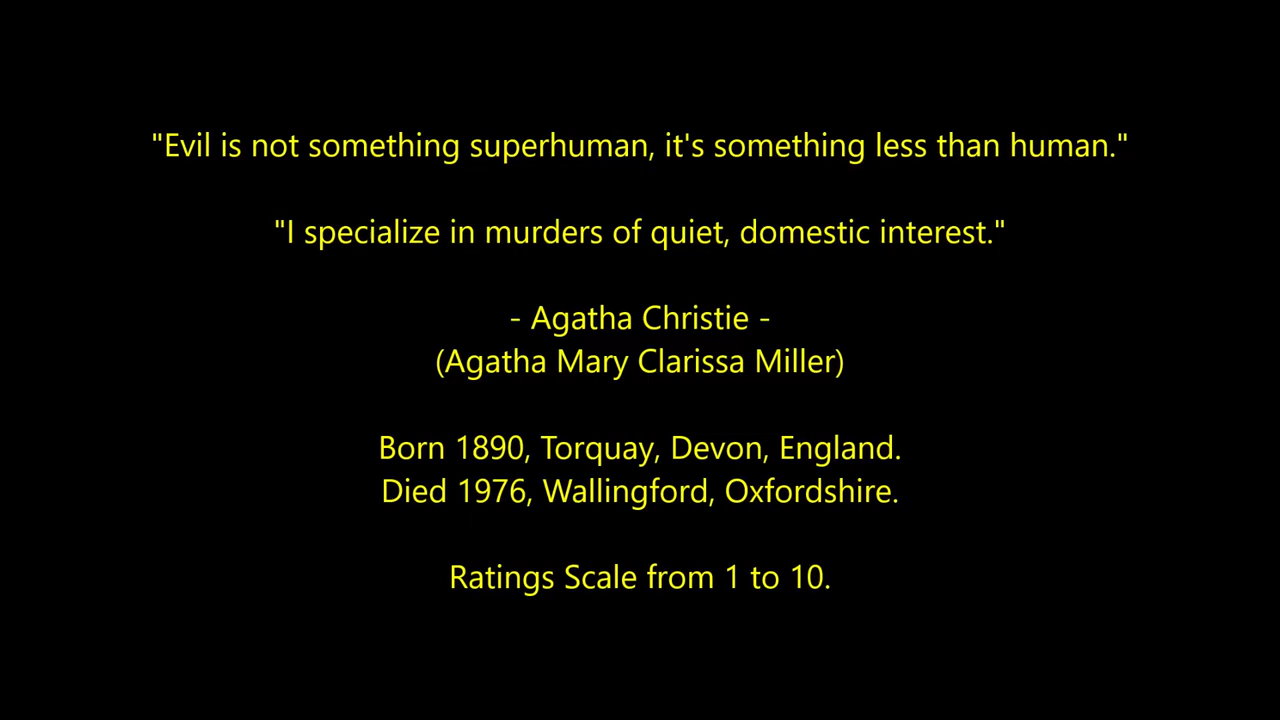 "Evil is not something superhuman, it's something less than human."
"I specialize in murders of quiet, domestic interest."
- Agatha Christie -
(Agatha Mary Clarissa Miller)
Born 1890, Torquay, Devon, England.
Died 1976, Wallingford, Oxfordshire.
Ratings Scale from 1 to 10.